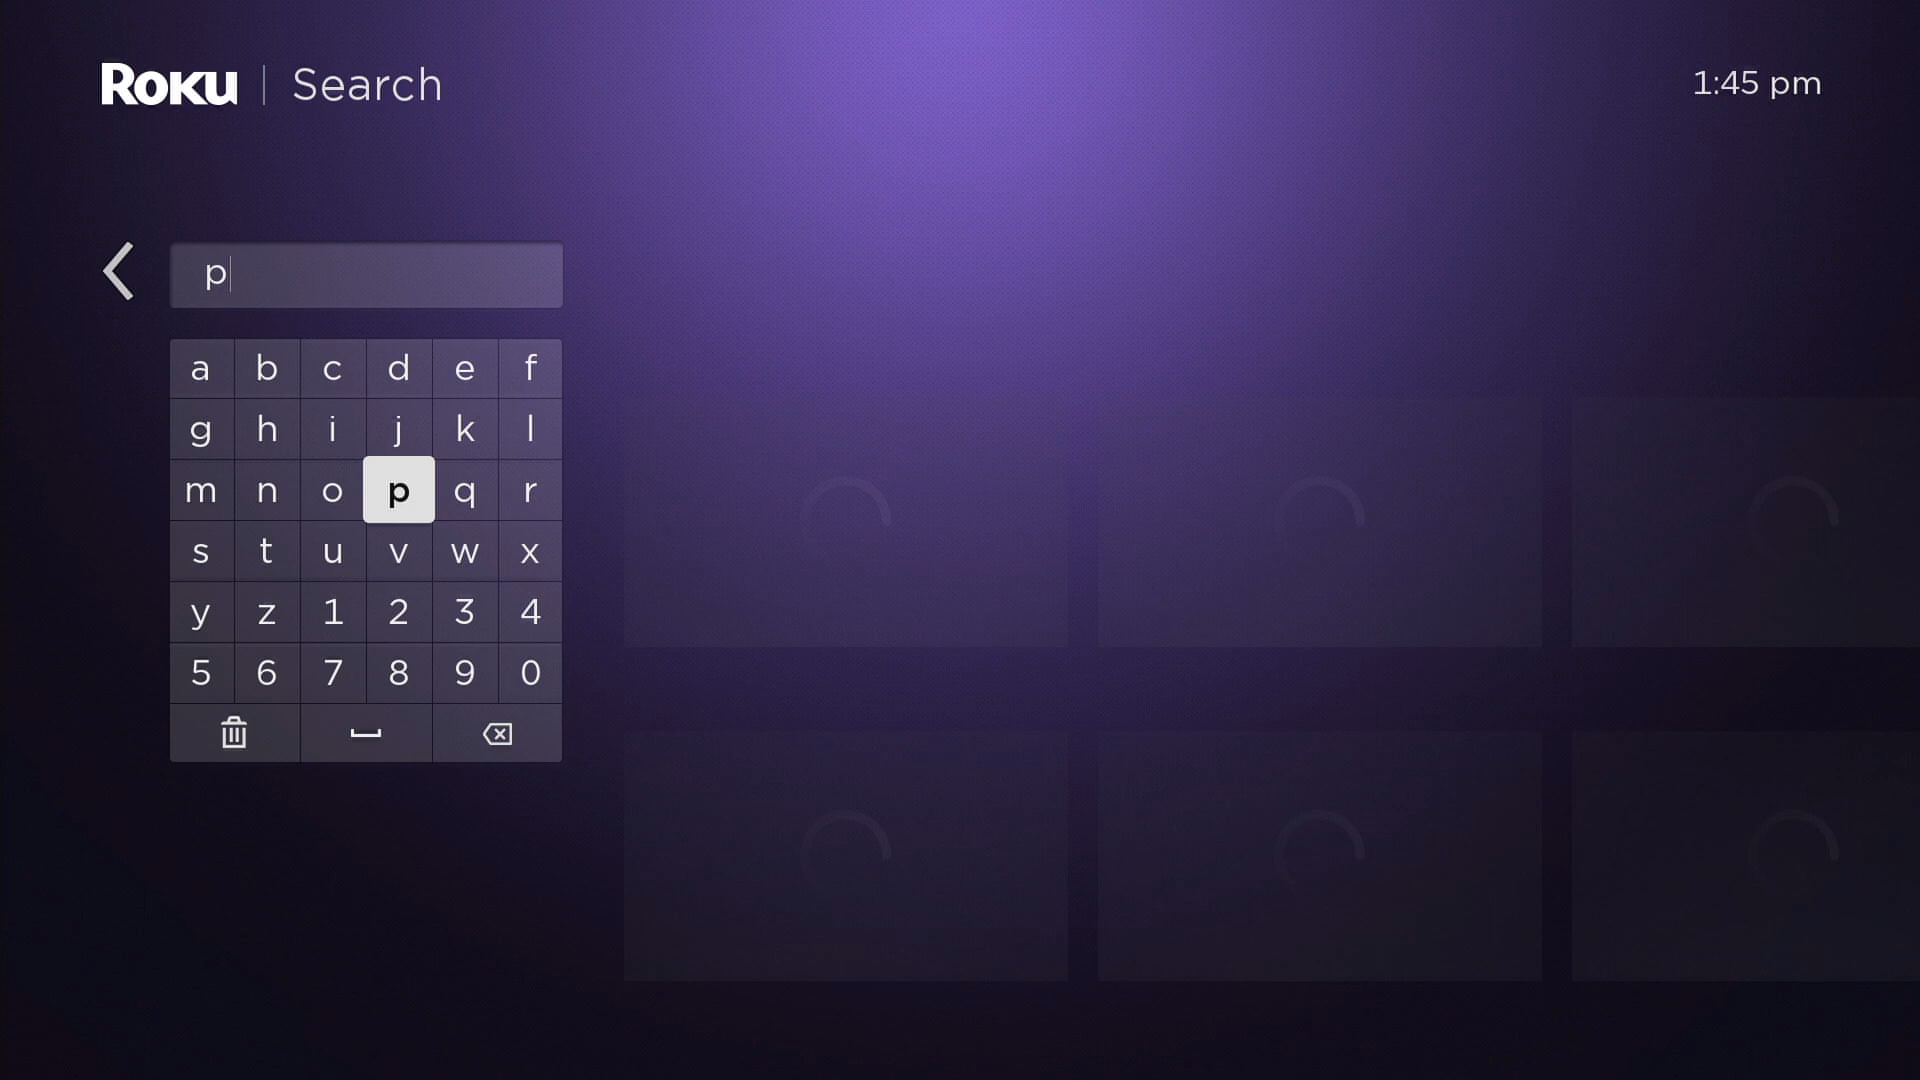 Roku | Search
1:45 pm
p
a b c d e f
g h i j k l
m n o p q r
s t u v w x
y z 1 2 3 4
5 6 7 8 9 0